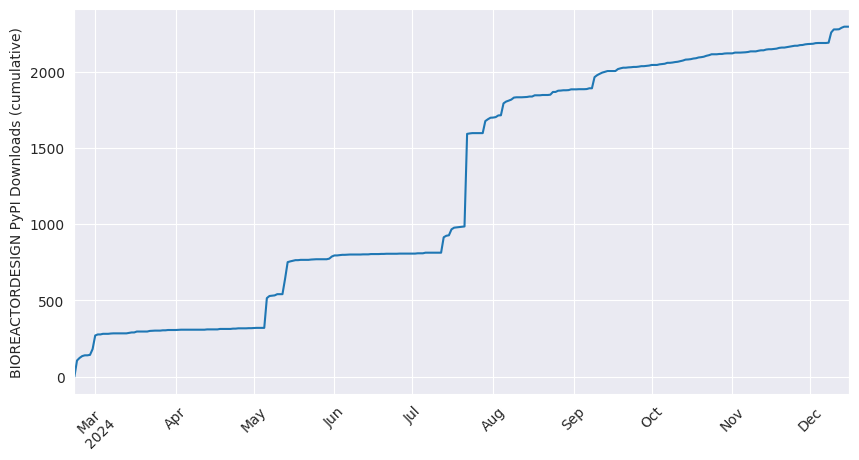 BIOREACTORDESIGN PyPI Downloads (cumulative)
2000
1500
1000
500
0
Mar
2024
Apr
May
Jun
Jul
Aug
Sep
Oct
Nov
Dec